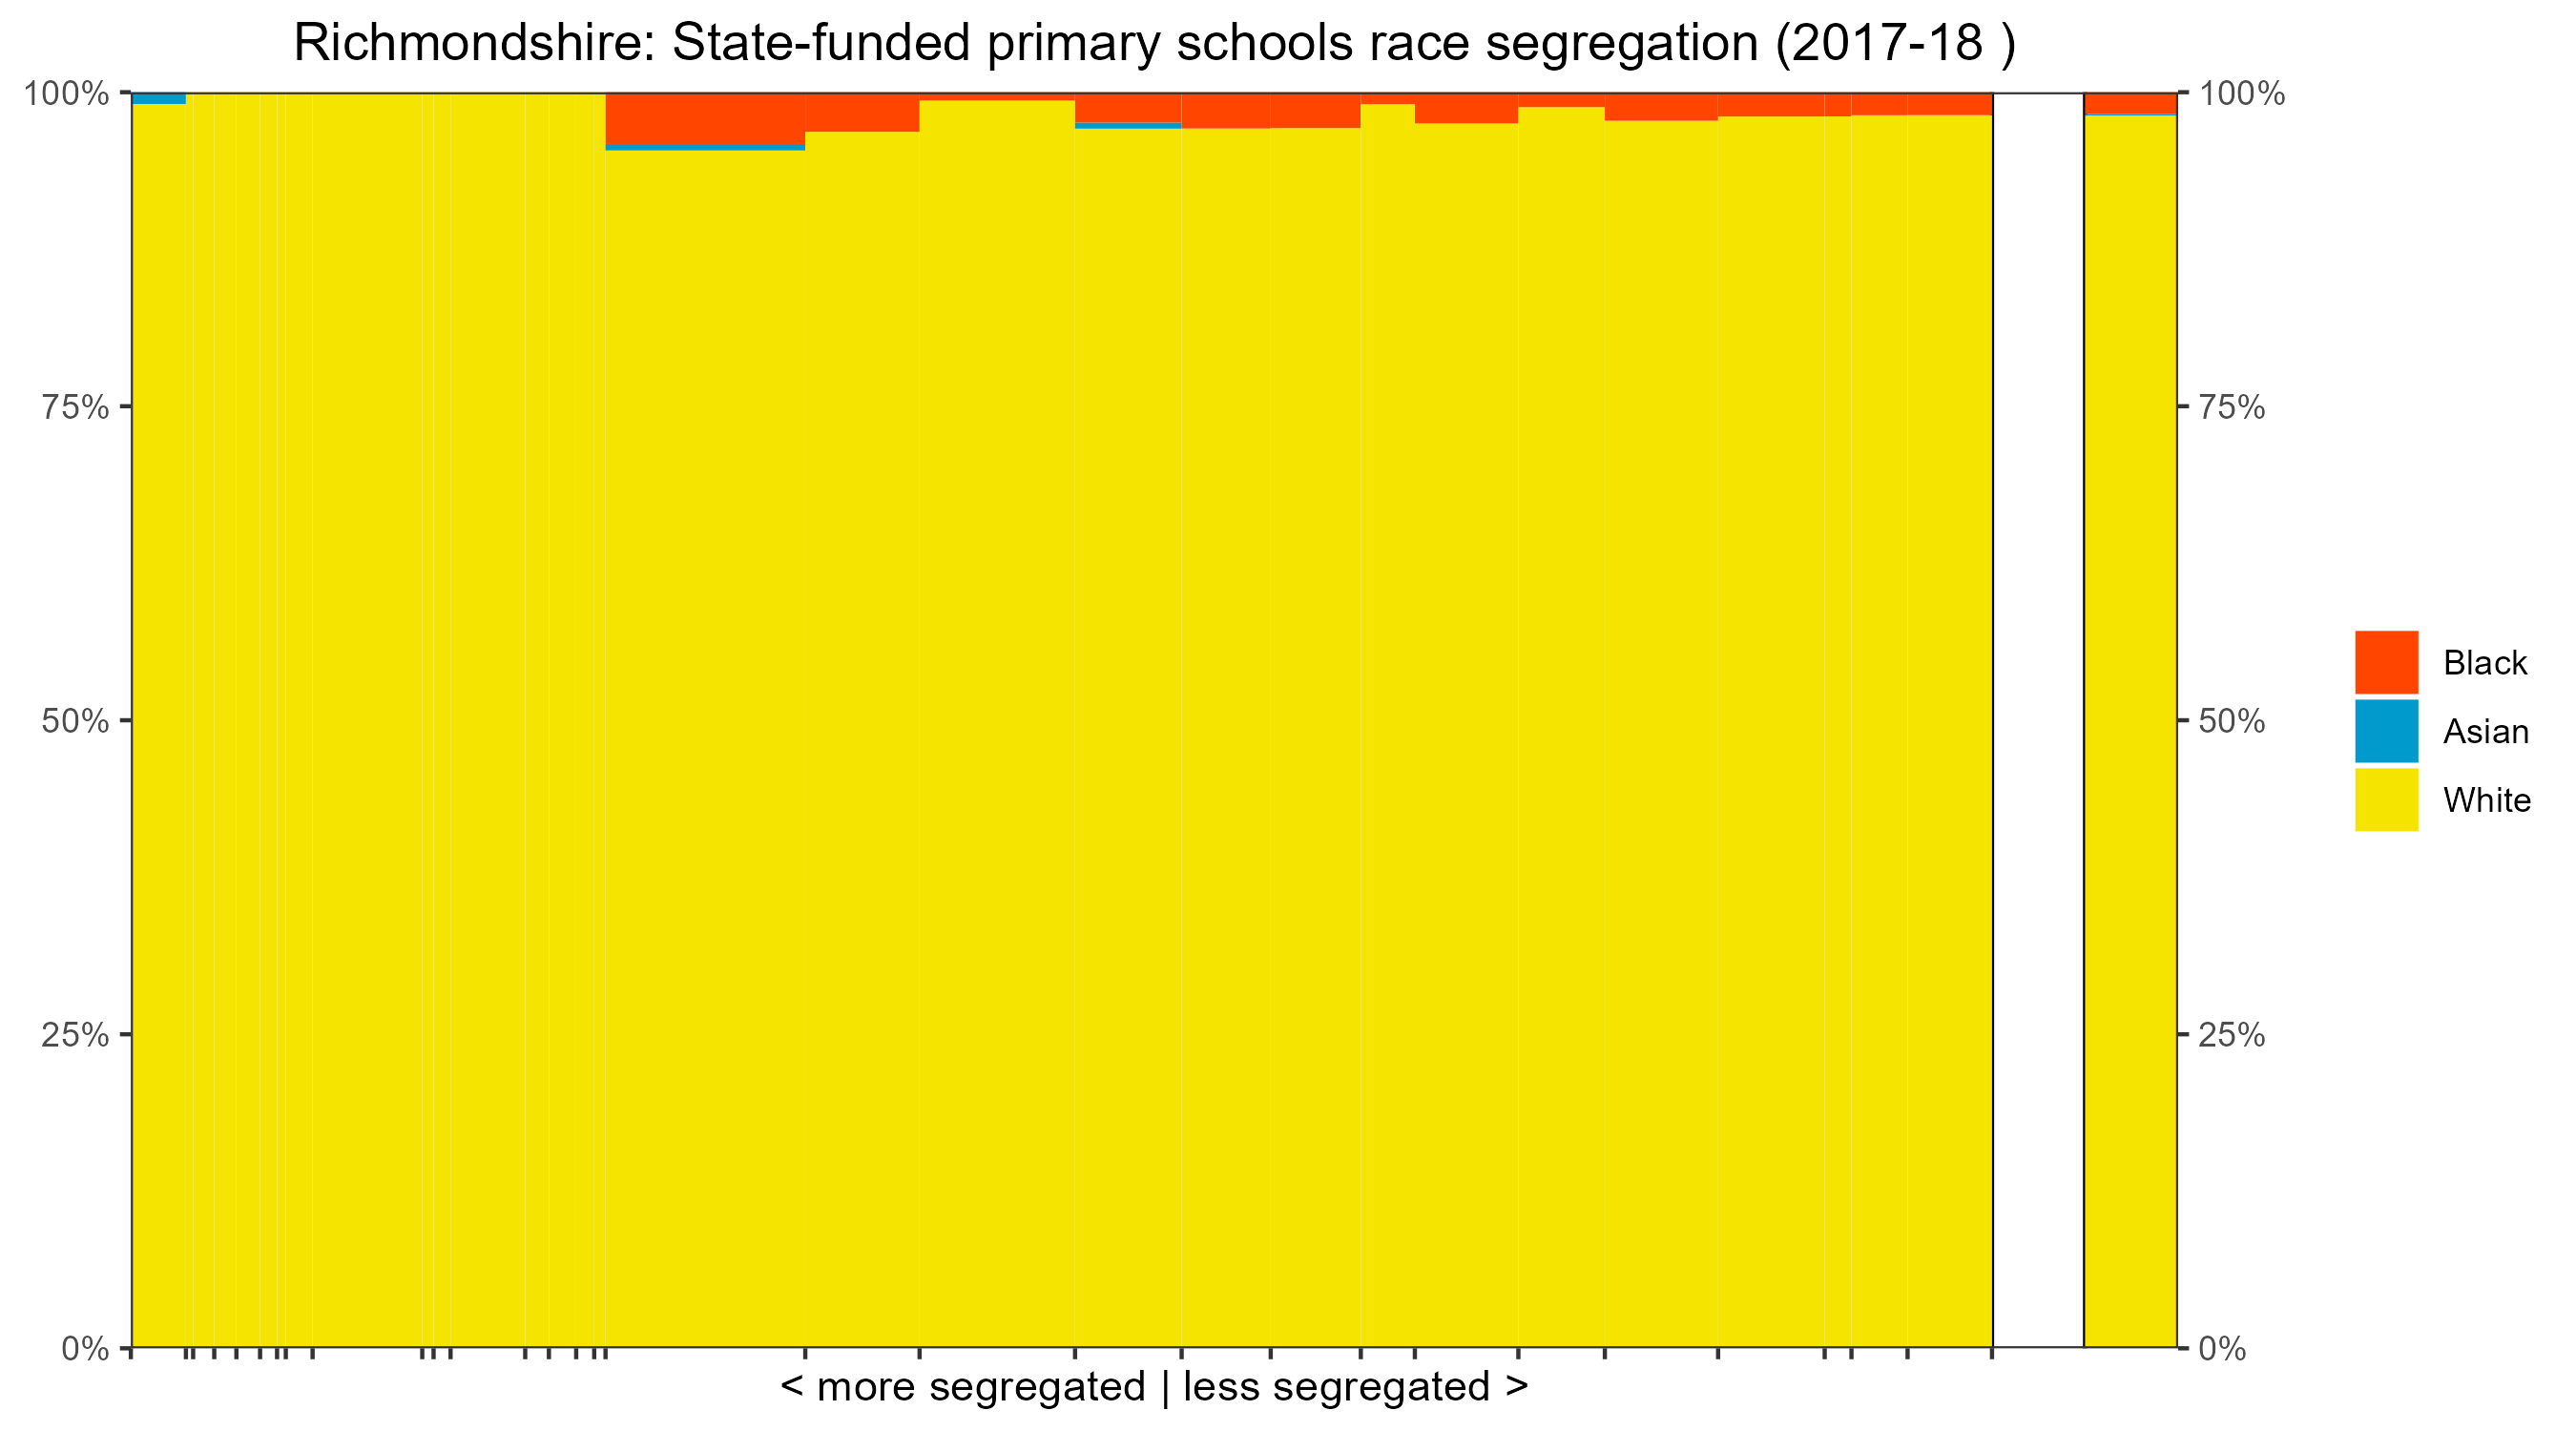 Richmondshire: State-funded primary schools race segregation (2017-18 )
100%
75%
50%
25%
0%
100%
75%
50%
25%
0%
Black
Asian
White
< more segregated | less segregated >